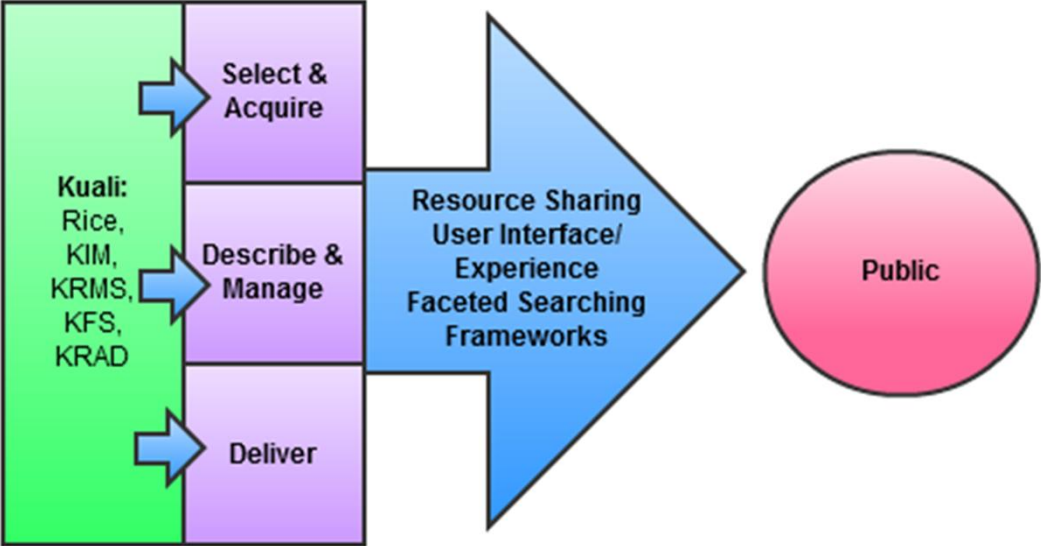 Kuali:
Rice,
KIM,
KRMS,
KFS,
KRAD
Select &
Acquire
Describe &
Manage
Deliver
Resource Sharing
User Interface/
Experience
Faceted Searching
Frameworks
Public